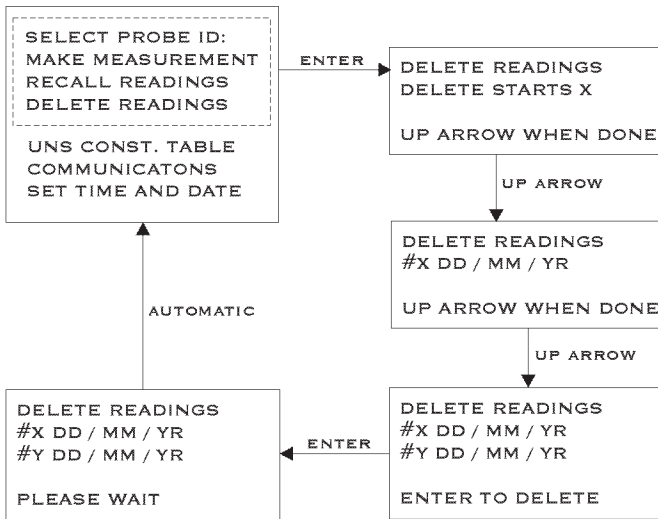 SELECT PROBE ID:
MAKE MEASUREMENT
RECALL READINGS
DELETE READINGS
UNS CONST. TABLE
COMMUNICATONS
SET TIME AND DATE
ENTER
DELETE READINGS
DELETE STARTS X
UP ARROW WHEN DONE
UP ARROW
DELETE READINGS
#X DD / MM / YR
UP ARROW WHEN DONE
UP ARROW
DELETE READINGS
#X DD / MM / YR
#Y DD / MM / YR
ENTER TO DELETE
ENTER
DELETE READINGS
#X DD / MM / YR
#Y DD / MM / YR
PLEASE WAIT
AUTOMATIC